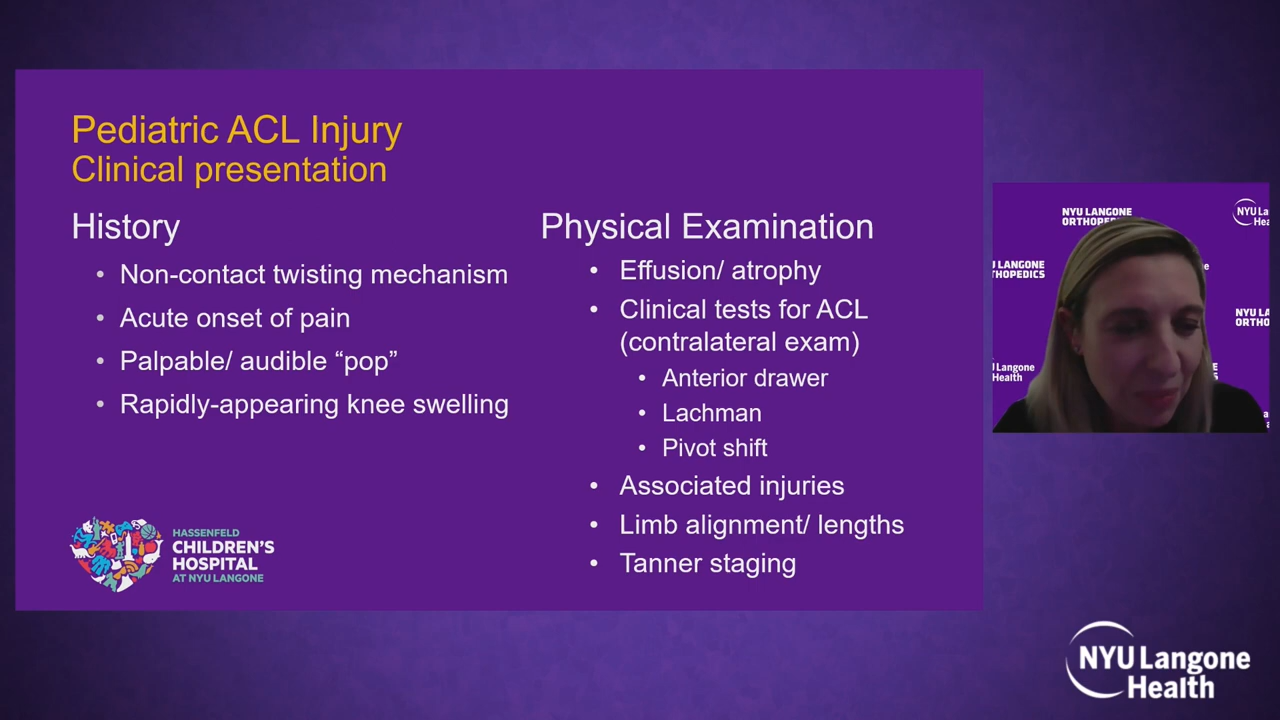 Pediatric ACL Injury
Clinical presentation
History
• Non-contact twisting mechanism
• Acute onset of pain
• Palpable/ audible “pop”
• Rapidly-appearing knee swelling
Physical Examination
• Effusion/ atrophy
• Clinical tests for ACL
(contralateral exam)
• Anterior drawer
• Lachman
• Pivot shift
• Associated injuries
• Limb alignment/ lengths
• Tanner staging
HASSENFELD
CHILDREN'S
HOSPITAL
AT NYU LANGONE
NYU LANGONE
NYU
LANGONE
Langone
Health
NYU Langone
Health